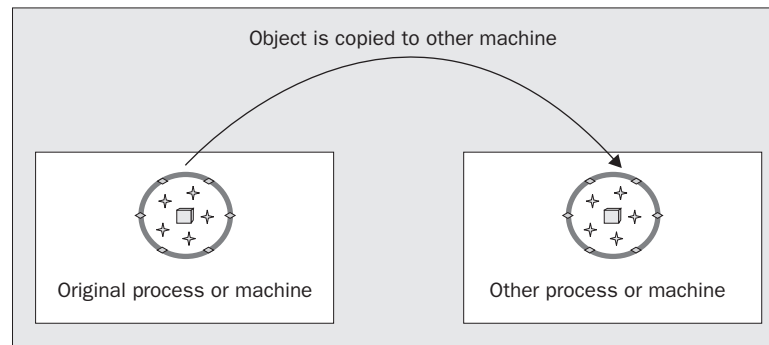 Object is copied to other machine
Original process or machine
Other process or machine